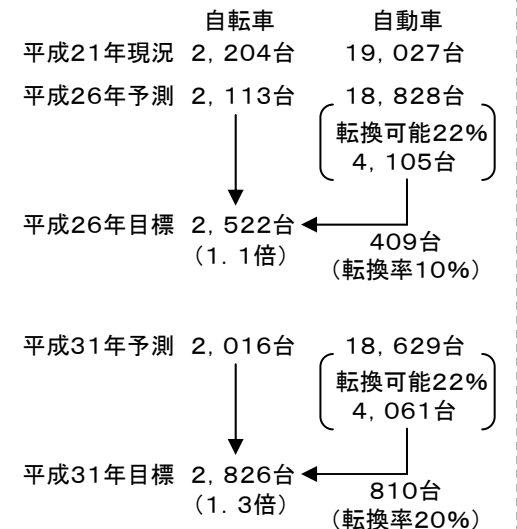 自転車 自動車
平成21年現況 2,204台 19,027台
平成26年予測 2,113台 18,828台
転換可能22%
4,105台
平成26年目標 2,522台
(1.1倍)
409台
(転換率10%)
平成31年予測 2,016台 18,629台
転換可能22%
4,061台
平成31年目標 2,826台
(1.3倍)
810台
(転換率20%)